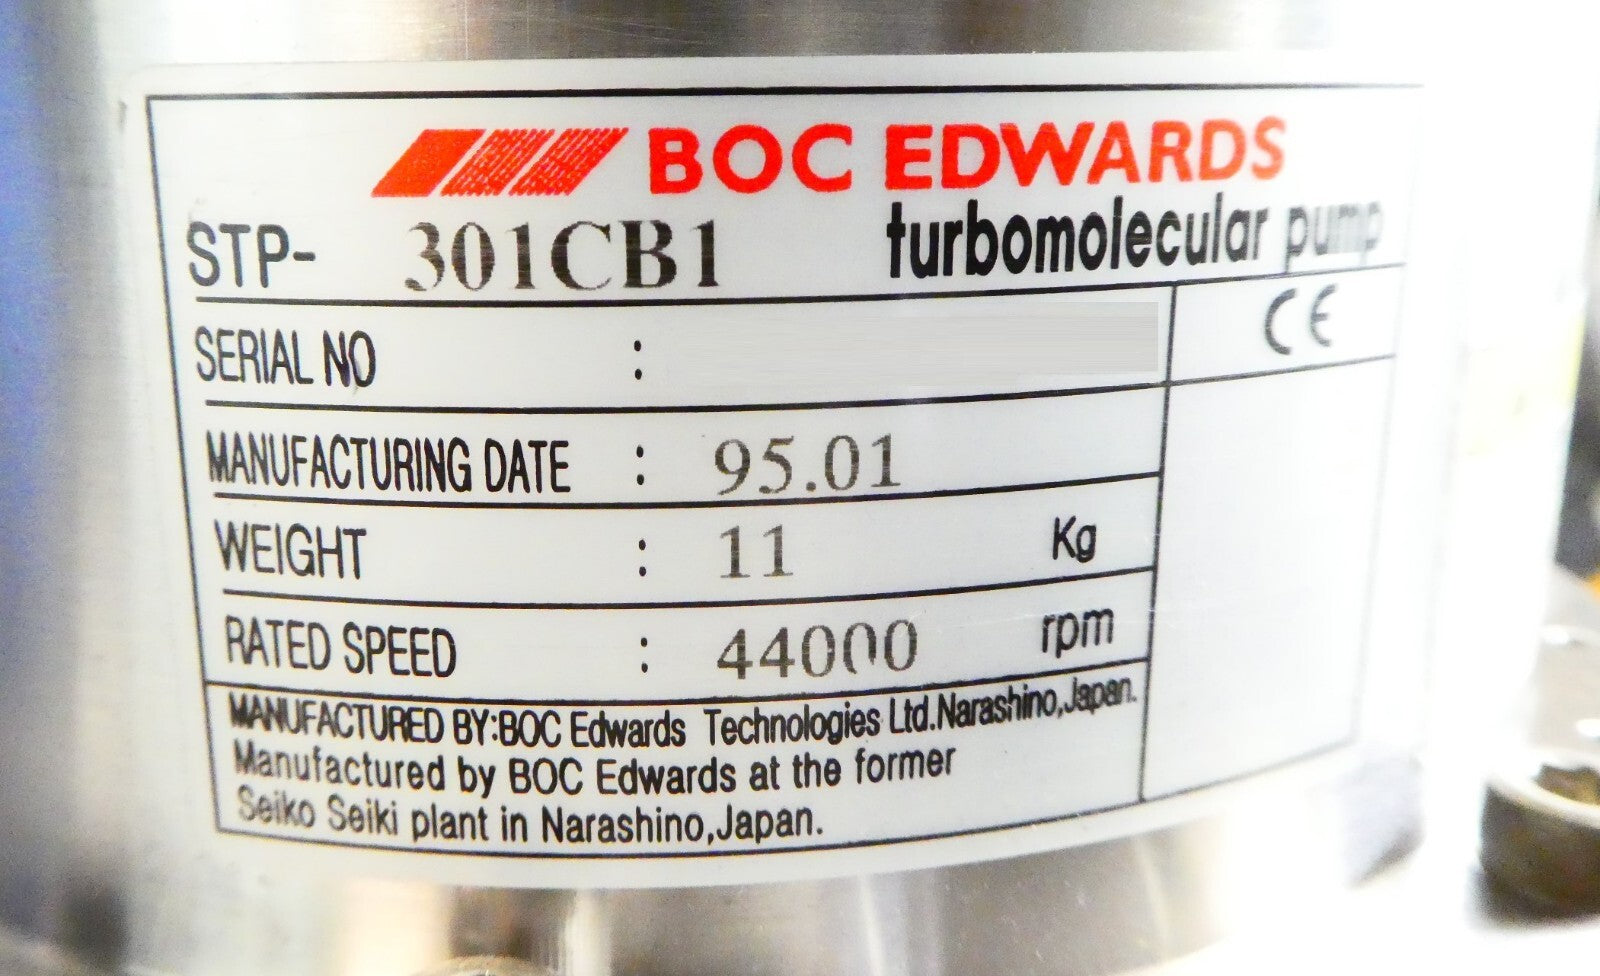 BOC EDWARDS
STP- 301CB1 turbomolecular pump
SERIAL NO : CE
MANUFACTURING DATE : 95.01
WEIGHT : 11 Kg
RATED SPEED : 44000 rpm
MANUFACTURED BY:BOC Edwards Technologies Ltd.Narashino,Japan.
Manufactured by BOC Edwards at the former
Seiko Seiki plant in Narashino,Japan.